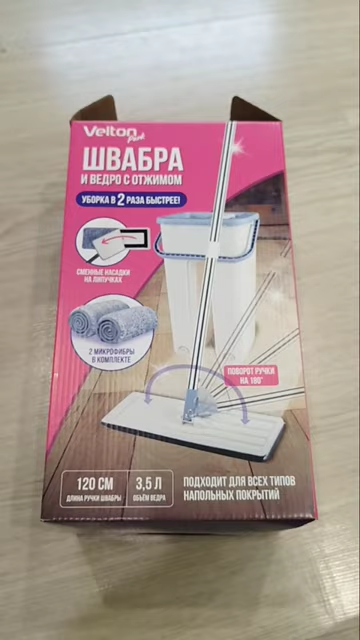 Velton
Park
ШВАБРА
И ВЕДРО С ОТЖИМОМ
УБОРКА В 2 РАЗА БЫСТРЕЕ!
СМЕННЫЕ НАСАДКИ
НА ЛИПУЧКАХ
2 МИКРОФИБРЫ
В КОМПЛЕКТЕ
ПОВОРОТ РУЧКИ
НА 180°
120 СМ
ДЛИНА РУЧКИ ШВАБРЫ
3,5 Л
ОБЪЁМ ВЕДРА
ПОДХОДИТ ДЛЯ ВСЕХ ТИПОВ
НАПОЛЬНЫХ ПОКРЫТИЙ